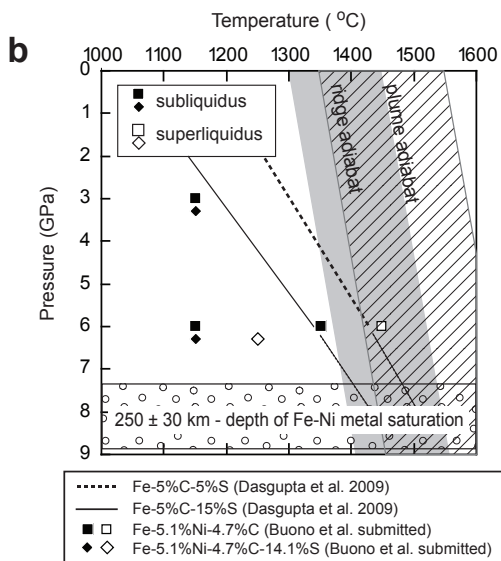 Temperature ( °C)
b
1000 1100 1200 1300 1400 1500 1600
Pressure (GPa)
0
1
2
3
4
5
6
7
8
9
subliquidus
superliquidus
ridge adiabat
plume adiabat
250 ± 30 km - depth of Fe-Ni metal saturation
Fe-5%C-5%S (Dasgupta et al. 2009)
Fe-5%C-15%S (Dasgupta et al. 2009)
Fe-5.1%Ni-4.7%C (Buono et al. submitted)
Fe-5.1%Ni-4.7%C-14.1%S (Buono et al. submitted)